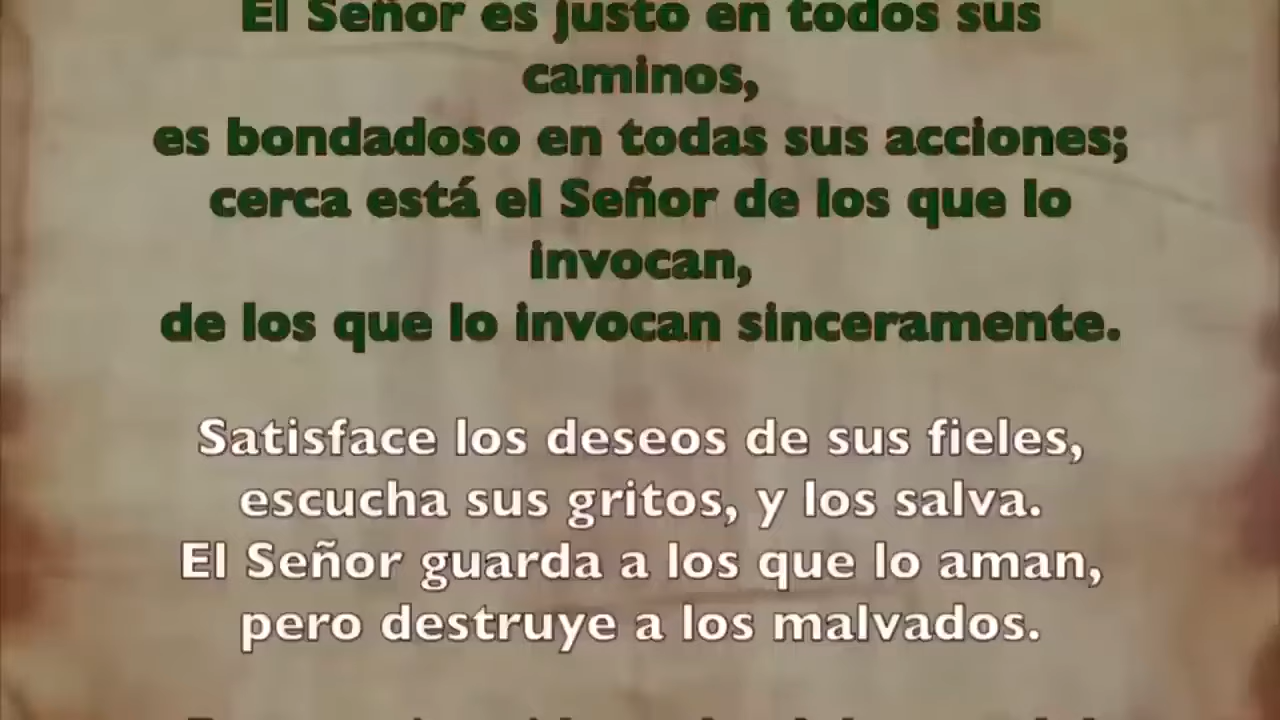 El Señor es justo en todos sus
caminos,
es bondadoso en todas sus acciones;
cerca está el Señor de los que lo
invocan,
de los que lo invocan sinceramente.
Satisface los deseos de sus fieles,
escucha sus gritos, y los salva.
El Señor guarda a los que lo aman,
pero destruye a los malvados.